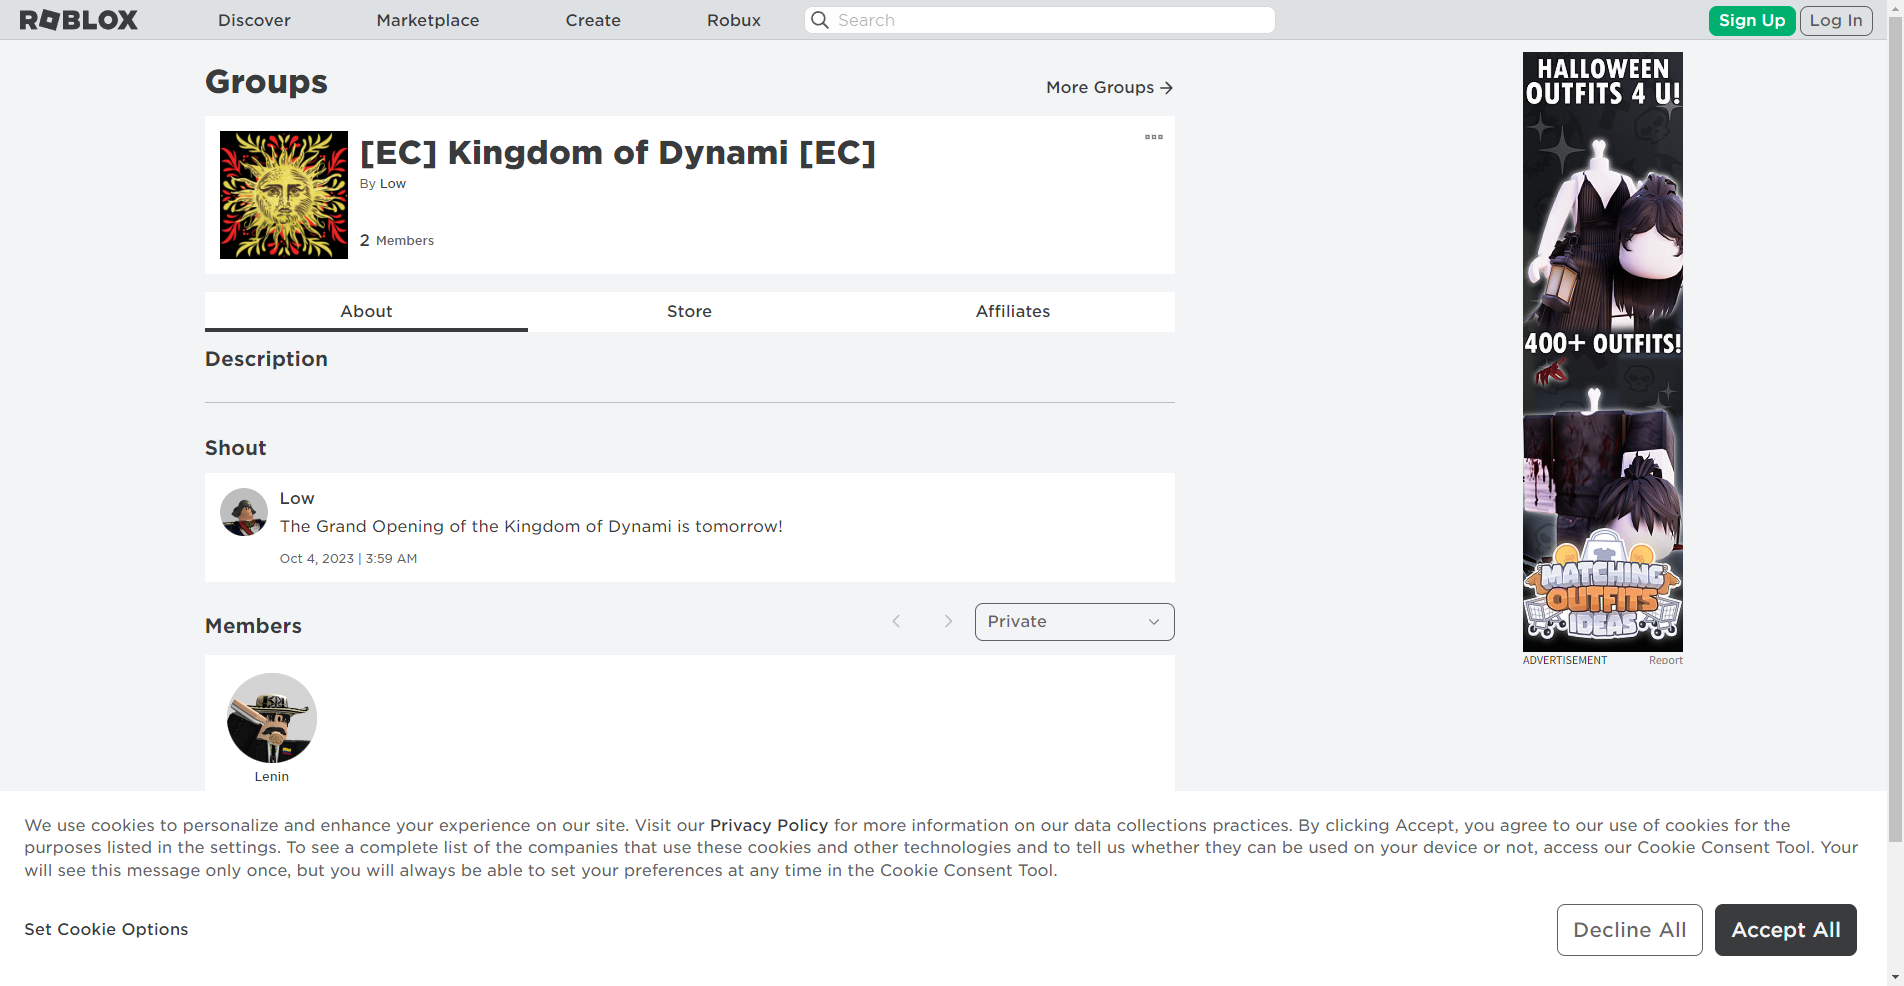 ROBLOX
Discover
Marketplace
Create
Robux
Search
Sign Up
Log In
Groups
More Groups
[EC] Kingdom of Dynami [EC]
By Low
2 Members
About
Store
Affiliates
Description
Shout
Low
The Grand Opening of the Kingdom of Dynami is tomorrow!
Oct 4, 2023 | 3:59 AM
Members
Private
Lenin
HALLOWEEN
OUTFITS 4 U!
400+ OUTFITS!
MATCHING
OUTFITS
IDEAS
ADVERTISEMENT
Report
We use cookies to personalize and enhance your experience on our site. Visit our Privacy Policy for more information on our data collections practices. By clicking Accept, you agree to our use of cookies for the
purposes listed in the settings. To see a complete list of the companies that use these cookies and other technologies and to tell us whether they can be used on your device or not, access our Cookie Consent Tool. Your
will see this message only once, but you will always be able to set your preferences at any time in the Cookie Consent Tool.
Set Cookie Options
Decline All
Accept All